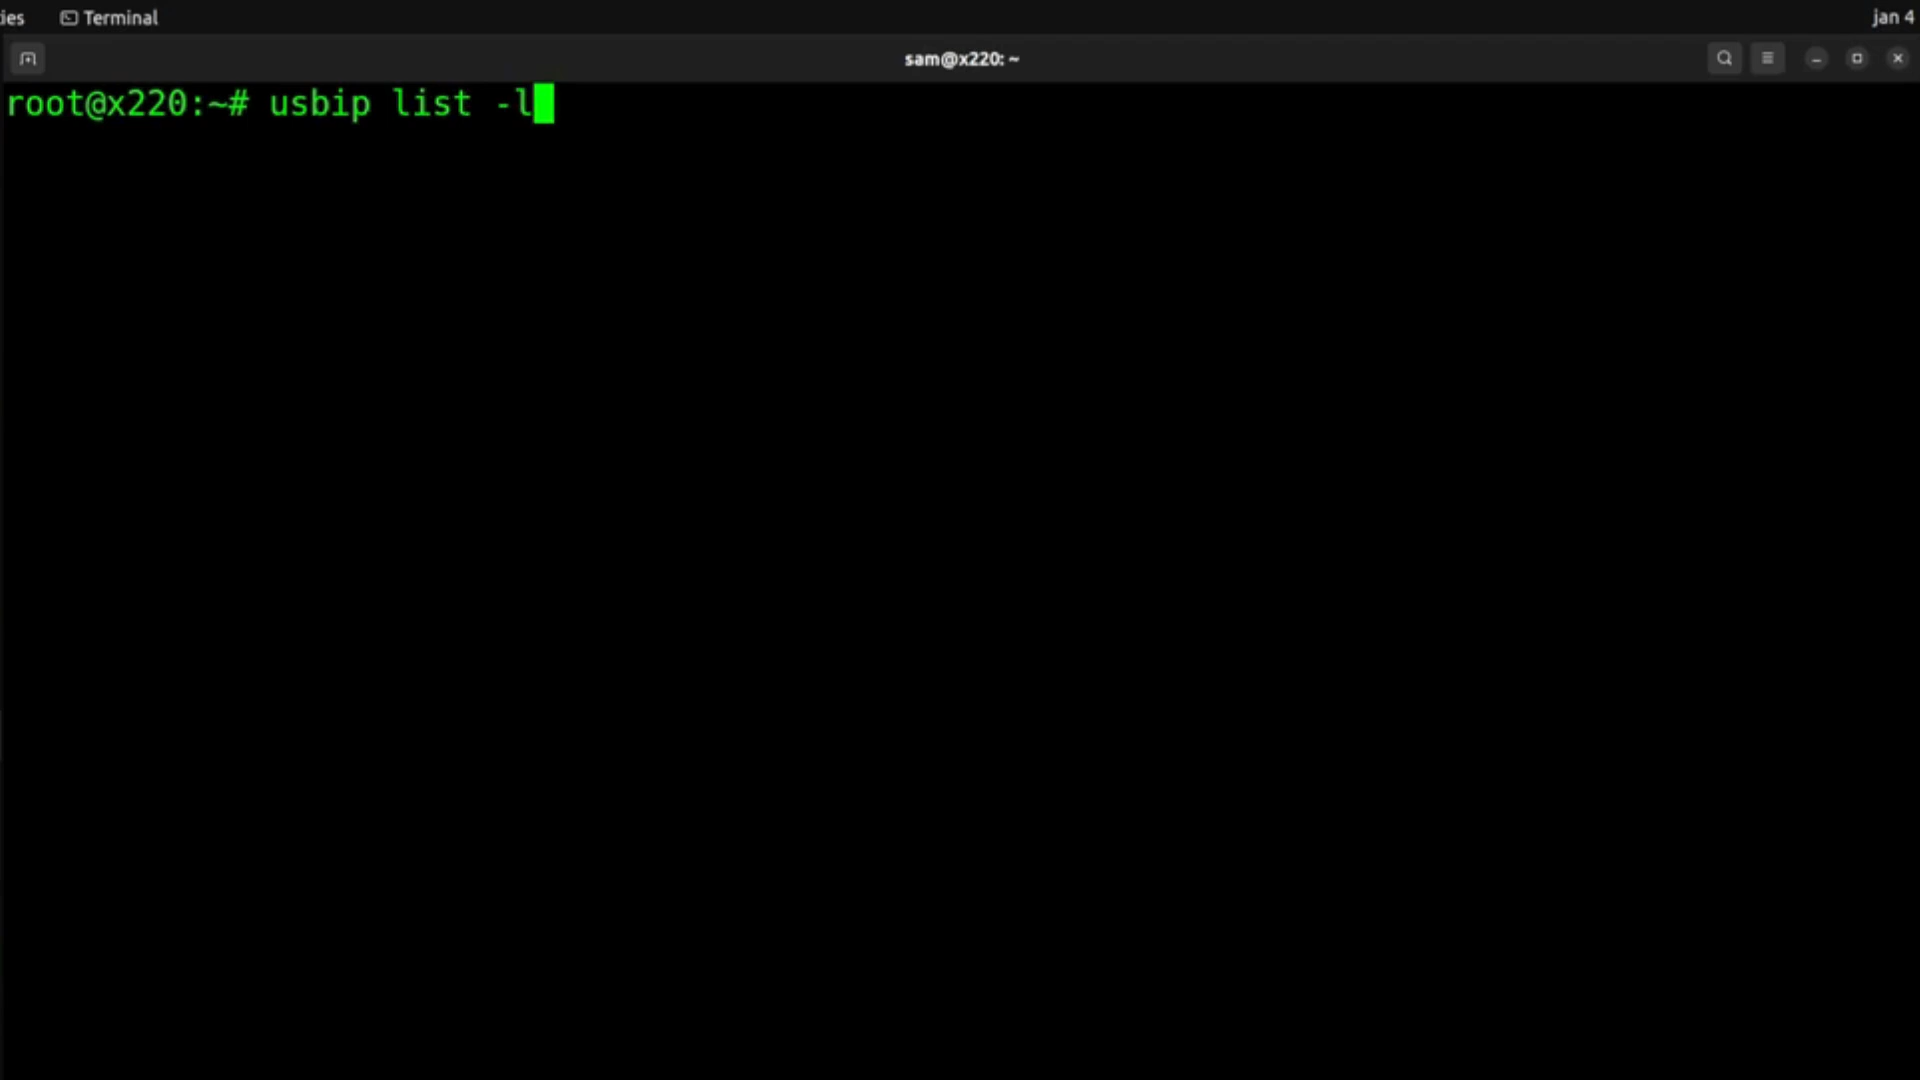 ies
Terminal
jan 4
sam@x220: ~
root@x220:~# usbip list -l